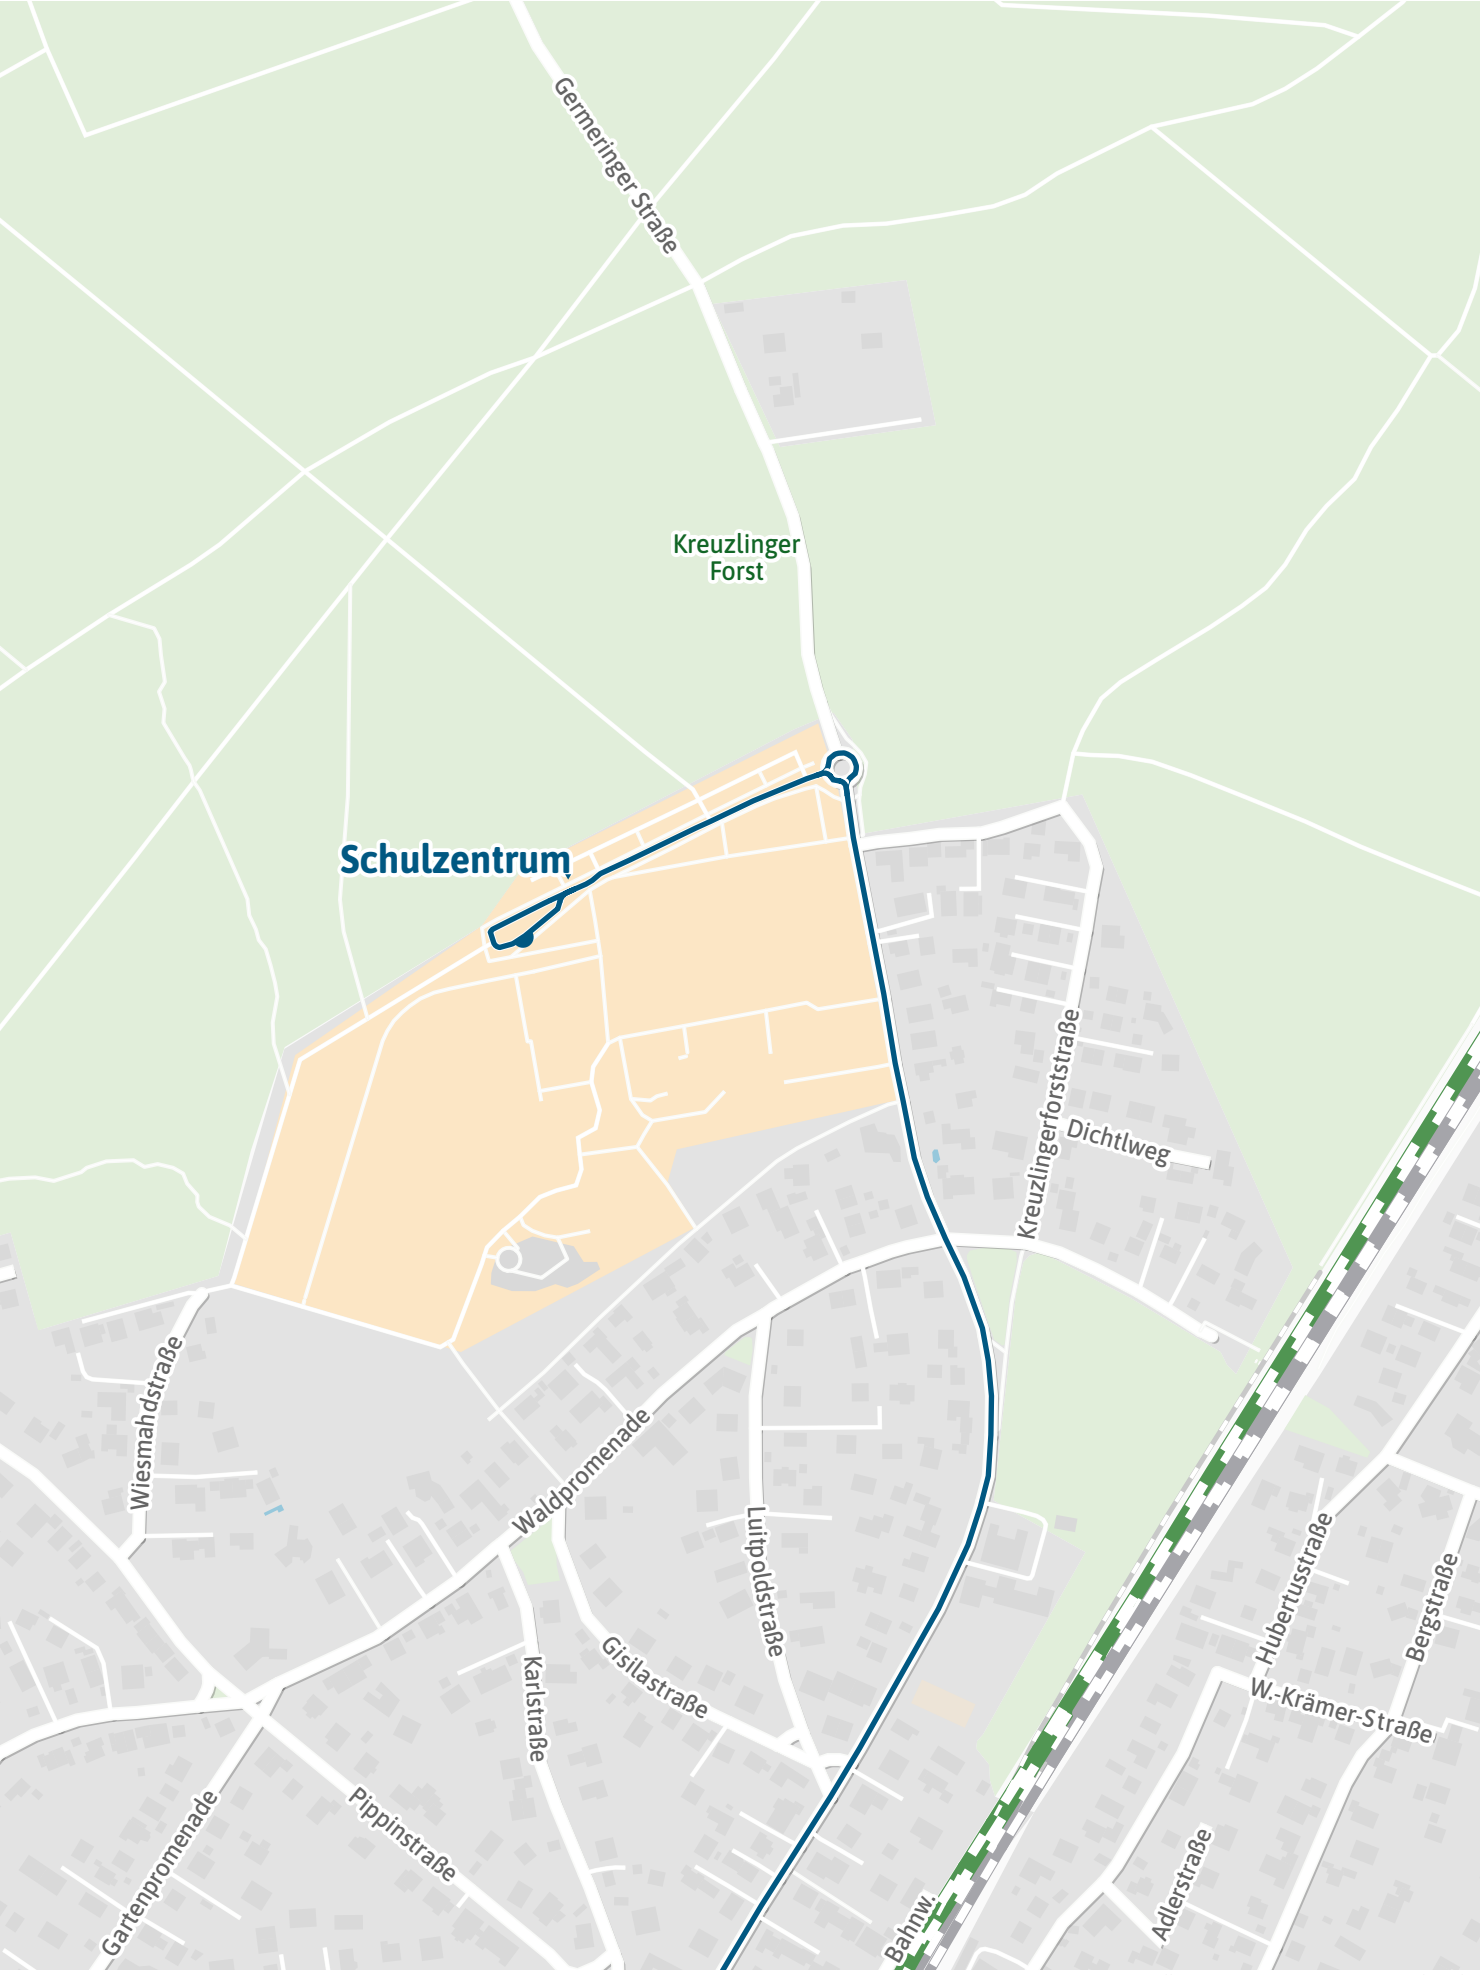 Germeringer Straße
Kreuzlinger
Forst
Schulzentrum
Kreuzlingerforststraße
Dichtlweg
Wiesmahdstraße
Waldpromenade
Luitpoldstraße
Hubertusstraße
Bergstraße
Gisilastraße
Karlstraße
W.-Krämer-Straße
Pippinstraße
Gartenpromenade
Adlerstraße
Bahnw.